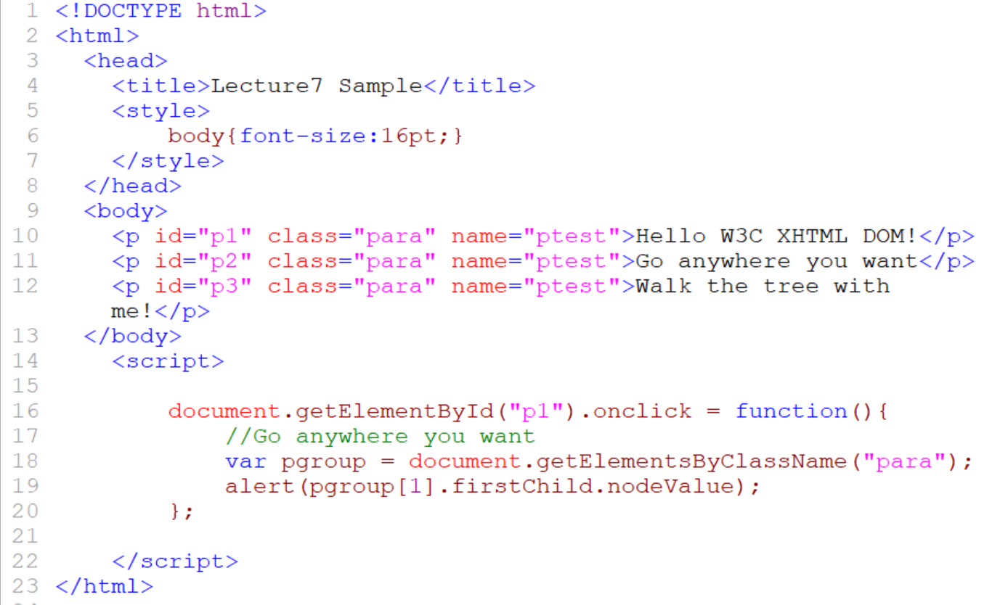 1 <!DOCTYPE html>
2 <html>
3 <head>
4 <title>Lecture7 Sample</title>
5 <style>
6 body{font-size:16pt;}
7 </style>
8 </head>
9 <body>
10 <p id="p1" class="para" name="ptest">Hello W3C XHTML DOM!</p>
11 <p id="p2" class="para" name="ptest">Go anywhere you want</p>
12 <p id="p3" class="para" name="ptest">Walk the tree with
me!</p>
13 </body>
14 <script>
15
16 document.getElementById("p1").onclick = function(){
17 //Go anywhere you want
18 var pgroup = document.getElementsByClassName("para");
19 alert(pgroup[1].firstChild.nodeValue);
20 };
21
22 </script>
23 </html>